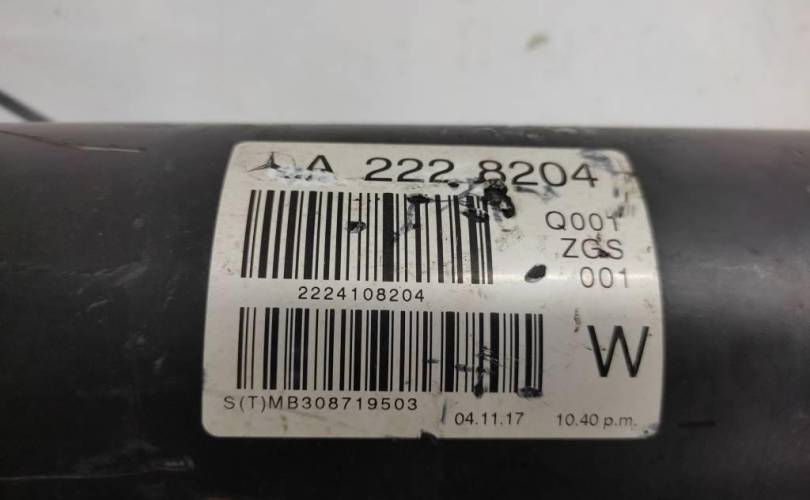 A 222 8204
Q001
ZGS
001
2224108204
W
S(T)MB308719503
04.11.17 10.40 p.m.